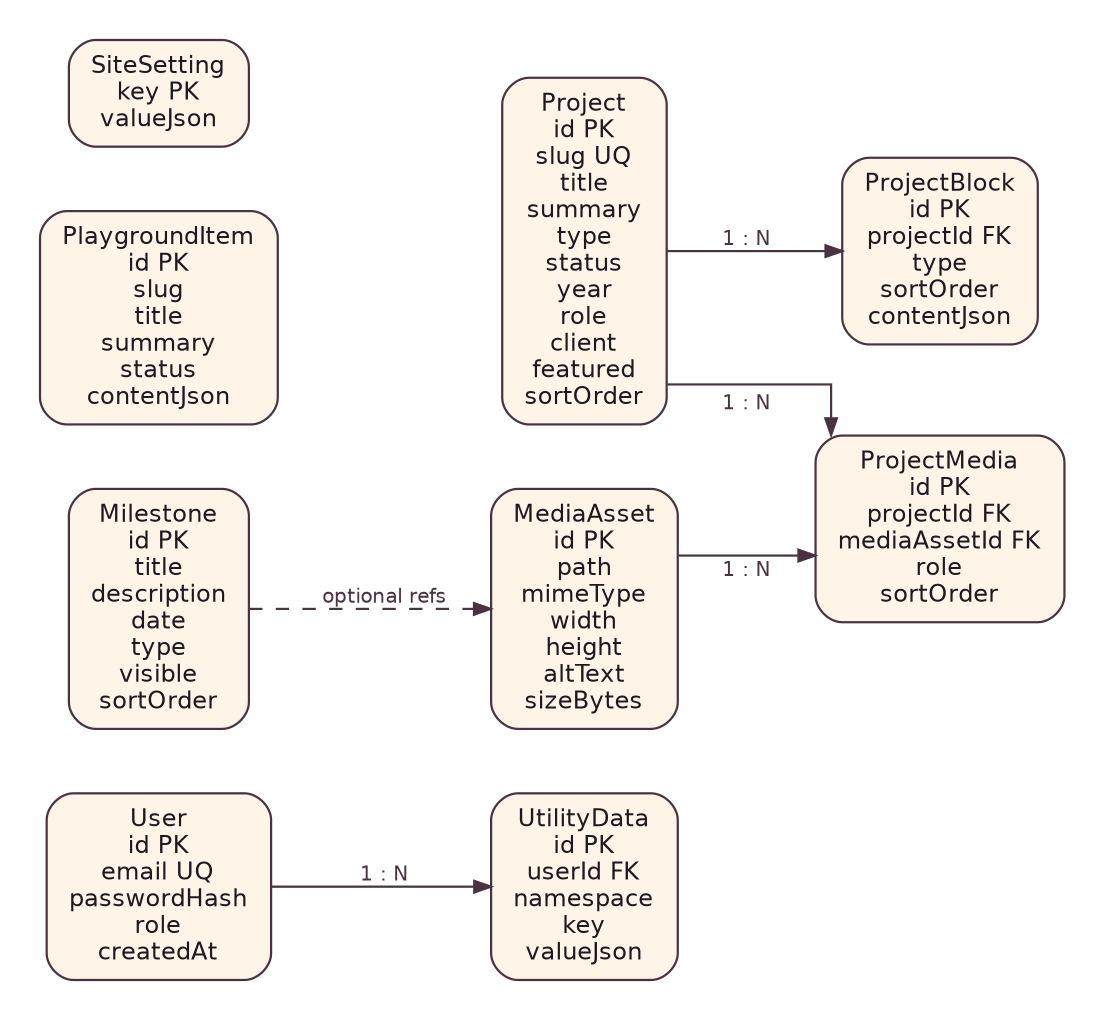 SiteSetting
key PK
valueJson
PlaygroundItem
id PK
slug
title
summary
status
contentJson
Project
id PK
slug UQ
title
summary
type
status
year
role
client
featured
sortOrder
1 : N
1 : N
ProjectBlock
id PK
projectId FK
type
sortOrder
contentJson
Milestone
id PK
title
description
date
type
visible
sortOrder
optional refs
MediaAsset
id PK
path
mimeType
width
height
altText
sizeBytes
1 : N
ProjectMedia
id PK
projectId FK
mediaAssetId FK
role
sortOrder
User
id PK
email UQ
passwordHash
role
createdAt
1 : N
UtilityData
id PK
userId FK
namespace
key
valueJson